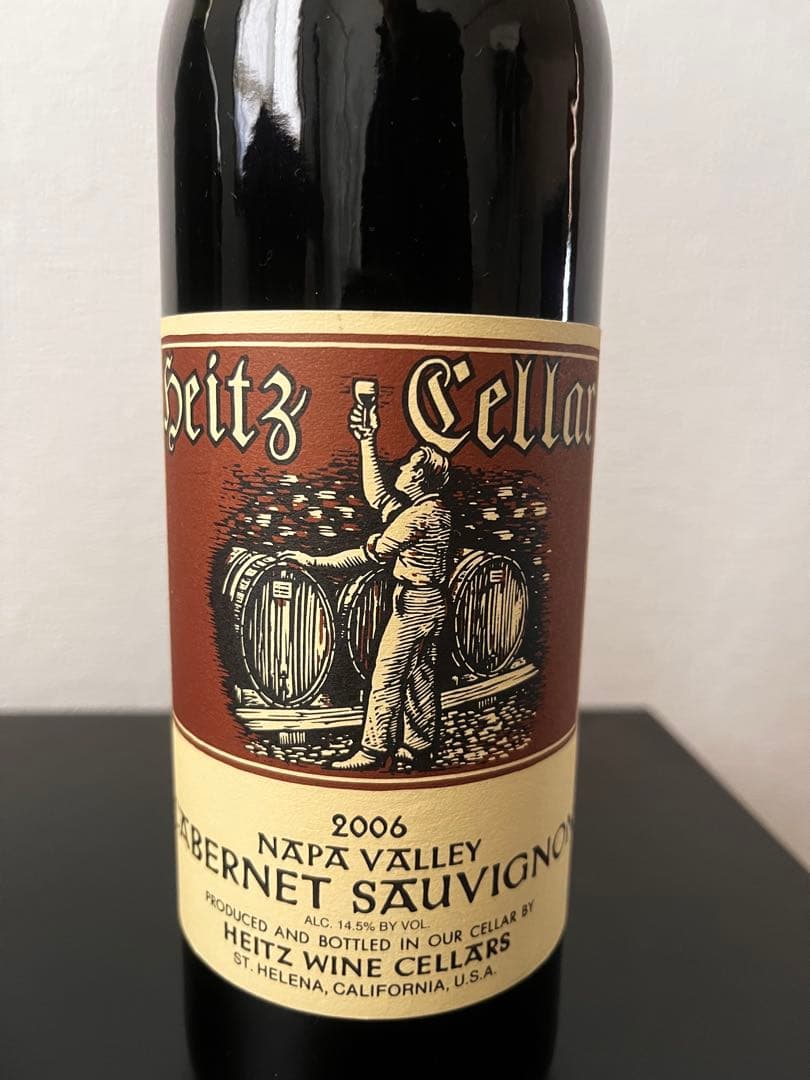 Heitz Cellar
2006
NAPA VALLEY
CABERNET SAUVIGNON
ALC. 14.5% BY VOL.
PRODUCED AND BOTTLED IN OUR CELLAR BY
HEITZ WINE CELLARS
ST. HELENA, CALIFORNIA, U.S.A.